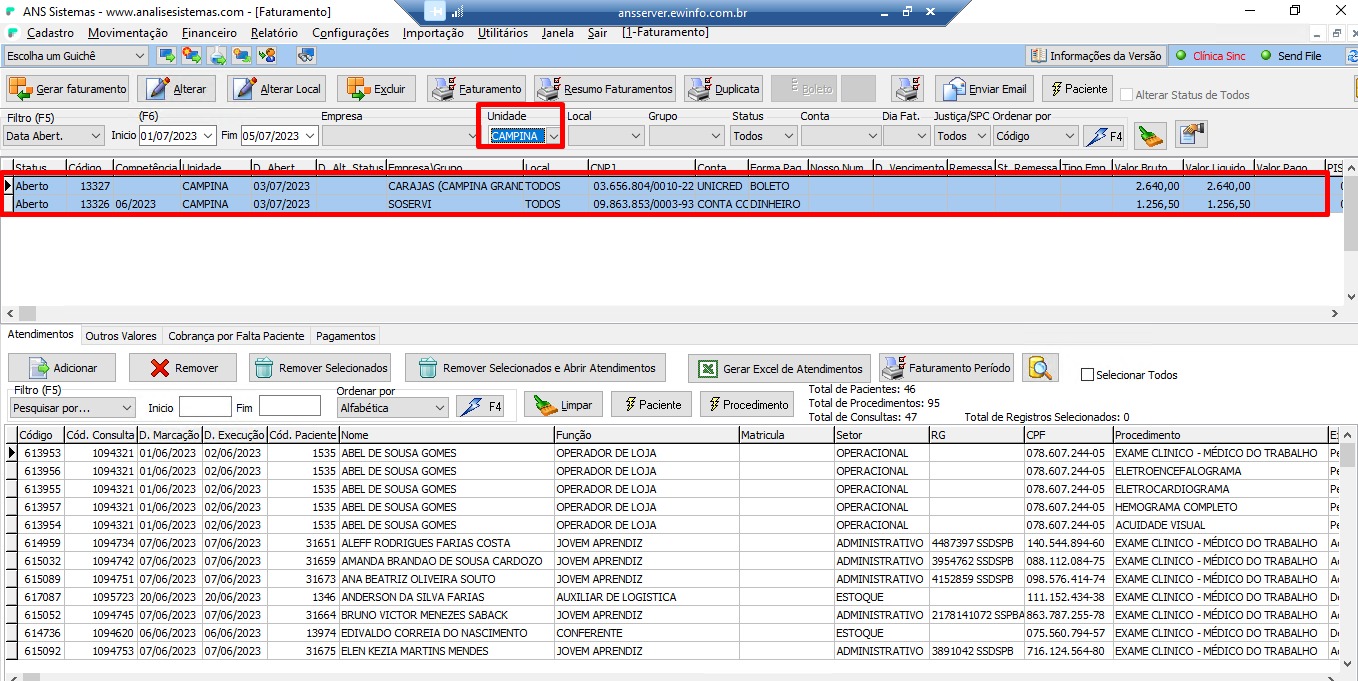 ANS Sistemas - www.analisesistemas.com - [Faturamento]
ansserver.ewinfo.com.br
Cadastro Movimentação Financeiro Relatório Configurações Importação Utilitários Janela Sair [1-Faturamento]
Escolha um Guichê Informações da Versão Clínica Sinc Send File
Gerar faturamento Alterar Alterar Local Excluir Faturamento Resumo Faturamentos Duplicata Boleto Enviar Email Paciente Alterar Status de Todos
Filtro (F5) (F6) Empresa Unidade Local Grupo Status Conta Dia Fat. Justiça/SPC Ordenar por
Data Abert. Inicio 01/07/2023 Fim 05/07/2023 CAMPINA Todos Todos Código F4
Status Código Competência Unidade D. Abert. D. Alt. Status Empresa\Grupo Local CNPJ Conta Forma Pag. Nosso Num. D. Vencimento Remessa St. Remessa Tipo Emp. Valor Bruto Valor Liquido Valor Pago PIS
Aberto 13327 CAMPINA 03/07/2023 CARAJAS (CAMPINA GRAND TODOS 03.656.804/0010-22 UNICRED BOLETO 2.640,00 2.640,00
Aberto 13326 06/2023 CAMPINA 03/07/2023 SOSERVI TODOS 09.863.853/0003-93 CONTA CC DINHEIRO 1.256,50 1.256,50
Atendimentos Outros Valores Cobrança por Falta Paciente Pagamentos
Adicionar Remover Remover Selecionados Remover Selecionados e Abrir Atendimentos Gerar Excel de Atendimentos Faturamento Período Selecionar Todos
Filtro (F5) Ordenar por Total de Pacientes: 46
Pesquisar por... Inicio Fim Alfabética F4 Limpar Paciente Procedimento Total de Procedimentos: 95
Total de Consultas: 47 Total de Registros Selecionados: 0
Código Cód. Consulta D. Marcação D. Execução Cód. Paciente Nome Função Matricula Setor RG CPF Procedimento
613953 1094321 01/06/2023 02/06/2023 1535 ABEL DE SOUSA GOMES OPERADOR DE LOJA OPERACIONAL 078.607.244-05 EXAME CLINICO - MÉDICO DO TRABALHO Pe
613956 1094321 01/06/2023 02/06/2023 1535 ABEL DE SOUSA GOMES OPERADOR DE LOJA OPERACIONAL 078.607.244-05 ELETROENCEFALOGRAMA Pe
613955 1094321 01/06/2023 02/06/2023 1535 ABEL DE SOUSA GOMES OPERADOR DE LOJA OPERACIONAL 078.607.244-05 ELETROCARDIOGRAMA Pe
613957 1094321 01/06/2023 02/06/2023 1535 ABEL DE SOUSA GOMES OPERADOR DE LOJA OPERACIONAL 078.607.244-05 HEMOGRAMA COMPLETO Pe
613954 1094321 01/06/2023 02/06/2023 1535 ABEL DE SOUSA GOMES OPERADOR DE LOJA OPERACIONAL 078.607.244-05 ACUIDADE VISUAL Pe
614959 1094734 07/06/2023 07/06/2023 31651 ALEFF RODRIGUES FARIAS COSTA JOVEM APRENDIZ ADMINISTRATIVO 4487397 SSDSPB 140.544.894-60 EXAME CLINICO - MÉDICO DO TRABALHO Ac
615032 1094742 07/06/2023 07/06/2023 31659 AMANDA BRANDAO DE SOUSA CARDOZO JOVEM APRENDIZ ADMINISTRATIVO 3954762 SSDSPB 088.112.084-75 EXAME CLINICO - MÉDICO DO TRABALHO Ac
615089 1094751 07/06/2023 07/06/2023 31673 ANA BEATRIZ OLIVEIRA SOUTO JOVEM APRENDIZ ADMINISTRATIVO 4152859 SSDSPB 098.576.414-74 EXAME CLINICO - MÉDICO DO TRABALHO Ac
617087 1095723 20/06/2023 20/06/2023 1346 ANDERSON DA SILVA FARIAS AUXILIAR DE LOGISTICA ESTOQUE 111.152.434-38 EXAME CLINICO - MÉDICO DO TRABALHO De
615052 1094745 07/06/2023 07/06/2023 31664 BRUNO VICTOR MENEZES SABACK JOVEM APRENDIZ ADMINISTRATIVO 2178141072 SSPBA 863.787.255-78 EXAME CLINICO - MÉDICO DO TRABALHO Ac
614736 1094620 06/06/2023 06/06/2023 13974 EDIVALDO CORREIA DO NASCIMENTO CONFERENTE ESTOQUE 075.560.794-57 EXAME CLINICO - MÉDICO DO TRABALHO De
615092 1094753 07/06/2023 07/06/2023 31675 ELEN KEZIA MARTINS MENDES JOVEM APRENDIZ ADMINISTRATIVO 3891042 SSDSPB 716.124.564-80 EXAME CLINICO - MÉDICO DO TRABALHO Ac